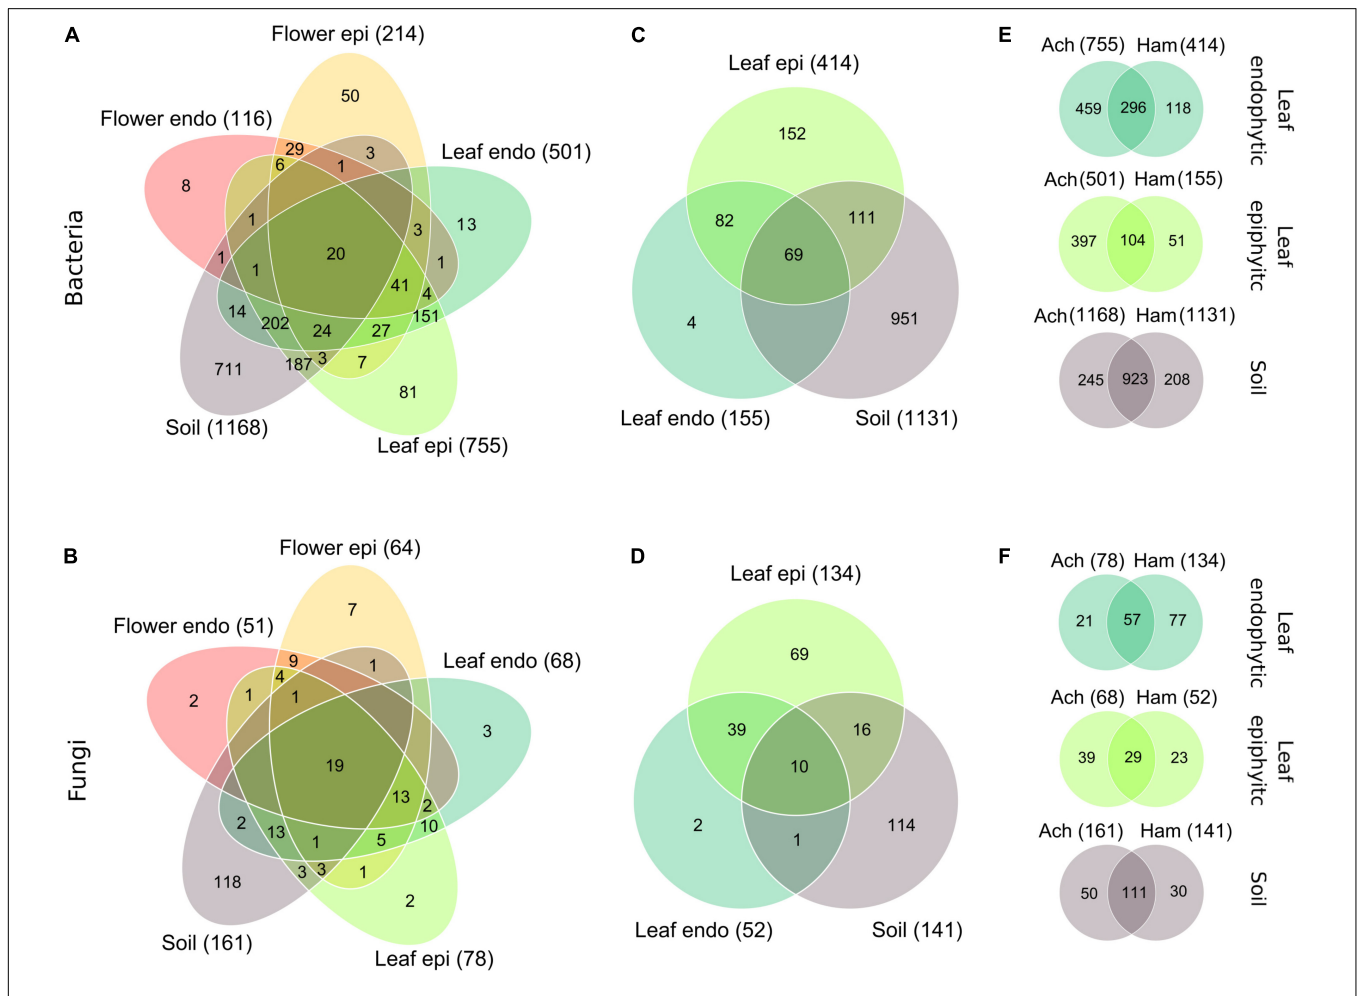 A
Flower epi (214)
50
Flower endo (116)
29
3
6
1
Leaf endo (501)
8
1
3
13
1
20
1
1
41
4
14
202
24
27
151
711
187
3
7
81
Soil (1168)
Leaf epi (755)
Bacteria
C
Leaf epi (414)
152
82
111
69
4
951
Leaf endo (155)
Soil (1131)
E
Ach (755) Ham (414)
459 296 118
Leaf
endophytic
Ach (501) Ham (155)
397 104 51
Leaf
epiphyitc
Ach (1168) Ham (1131)
245 923 208
Soil
B
Flower epi (64)
7
Flower endo (51)
9
1
4
Leaf endo (68)
2
1
1
3
19
13
2
2
13
1
5
10
3
3
1
118
2
Soil (161)
Leaf epi (78)
Fungi
D
Leaf epi (134)
69
39
16
10
2
1
114
Leaf endo (52)
Soil (141)
F
Ach (78) Ham (134)
21 57 77
Leaf
endophytic
Ach (68) Ham (52)
39 29 23
Leaf
epiphyitc
Ach (161) Ham (141)
50 111 30
Soil